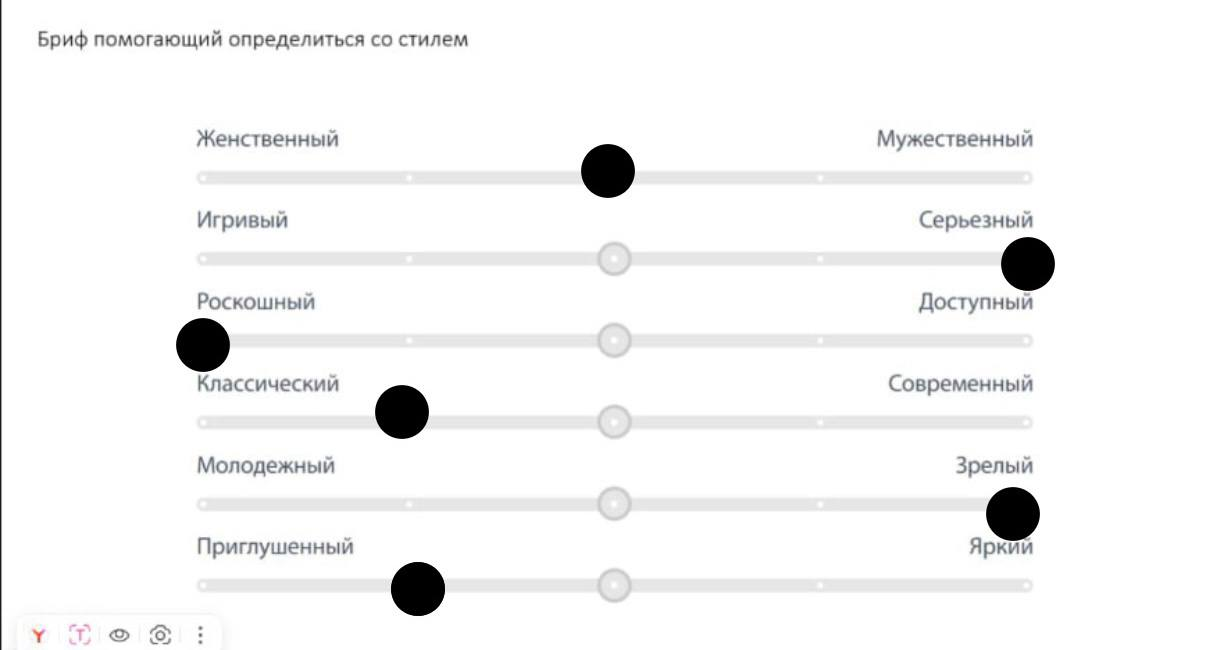 Бриф помогающий определиться со стилем
Женственный Мужественный
Игривый Серьезный
Роскошный Доступный
Классический Современный
Молодежный Зрелый
Приглушенный Яркий
Y T